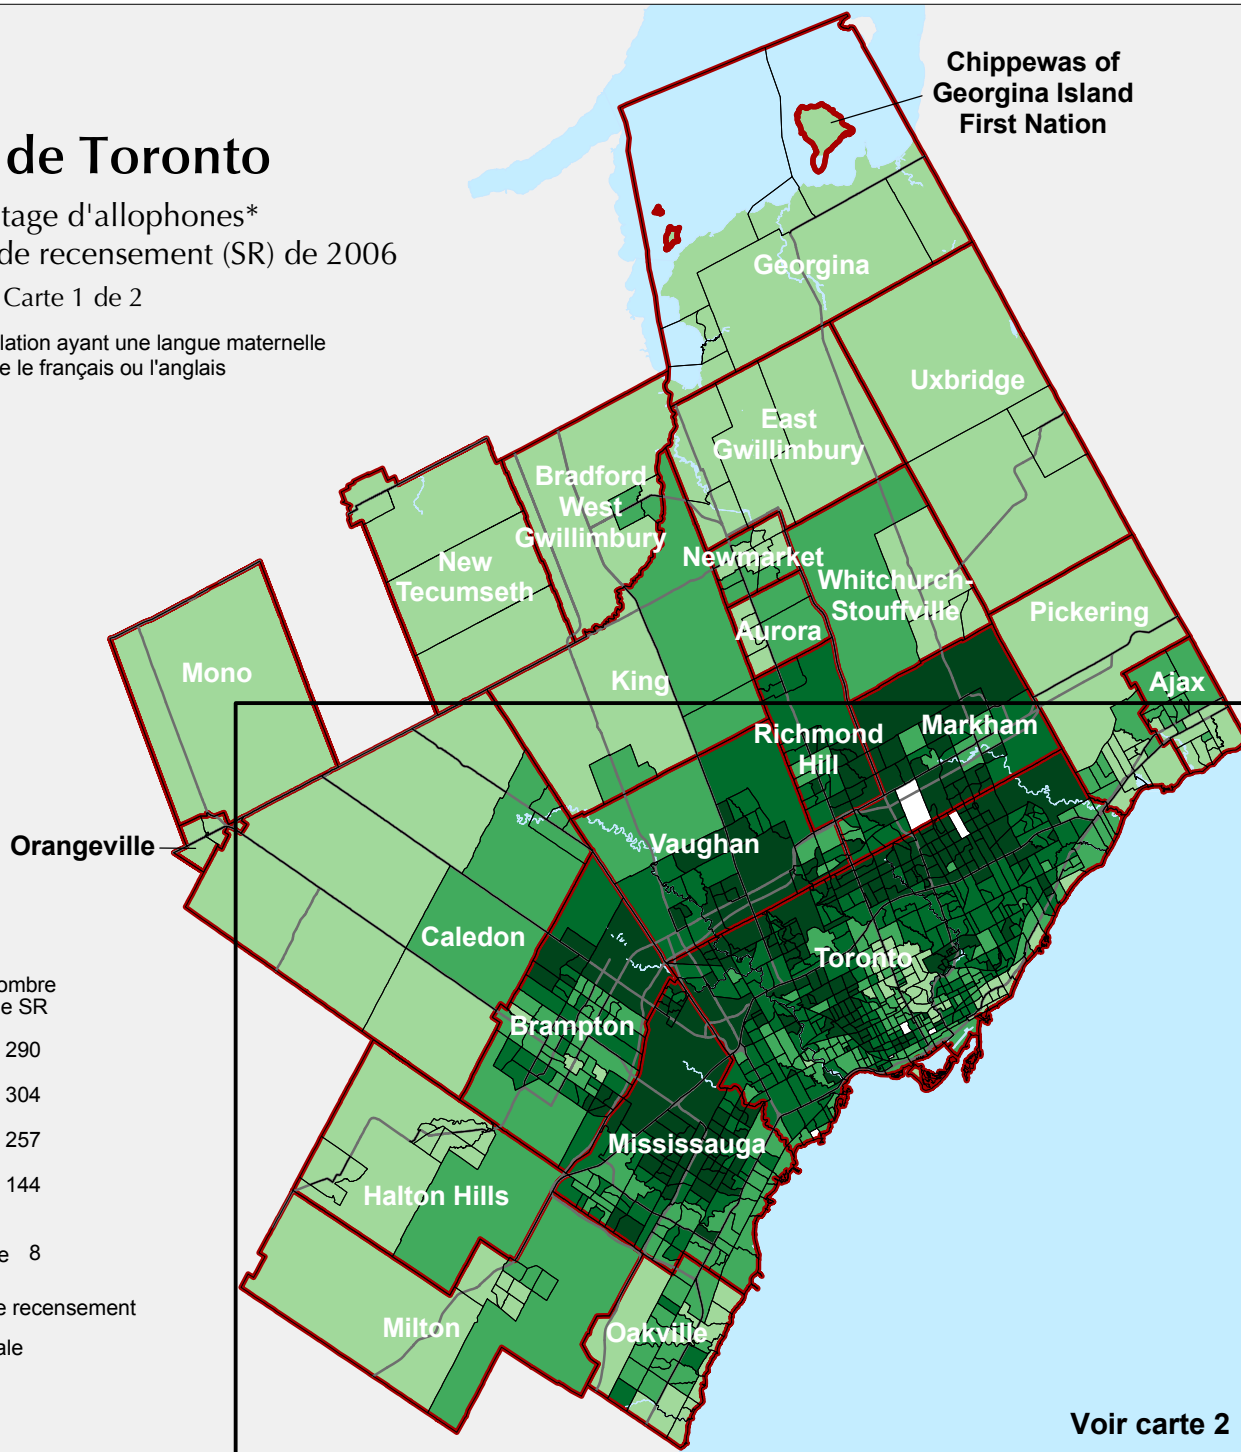 de Toronto
tage d'allophones*
de recensement (SR) de 2006
Carte 1 de 2
lation ayant une langue maternelle
e le français ou l'anglais
Chippewas of
Georgina Island
First Nation
Georgina
Uxbridge
East
Gwillimbury
Bradford
West
Gwillimbury
New
Tecumseth
Newmarket
Whitchurch-
Stouffville
Aurora
Pickering
Mono
King
Ajax
Richmond
Hill
Markham
Orangeville
Vaughan
Caledon
Toronto
Brampton
Mississauga
Halton Hills
Milton
Oakville
ombre
e SR
290
304
257
144
e 8
e recensement
ale
Voir carte 2